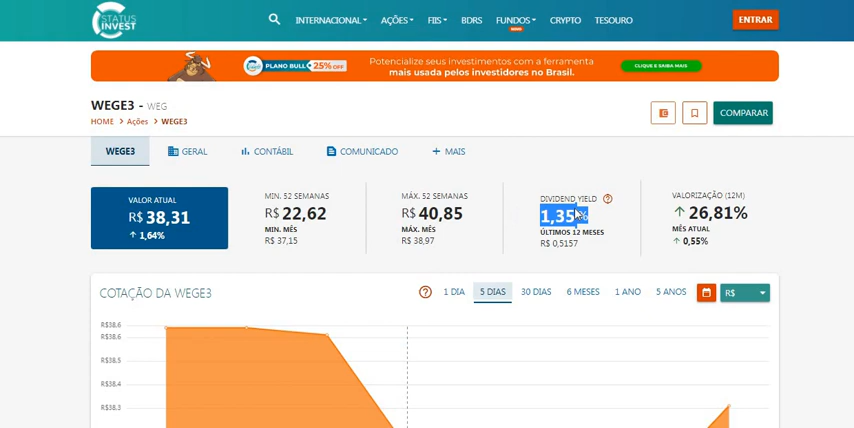 STATUS INVEST
INTERNACIONAL AÇÕES FIIS BDRS FUNDOS CRYPTO TESOURO
ENTRAR
PLANO BULL 25% OFF
Potencialize seus investimentos com a ferramenta
mais usada pelos investidores no Brasil.
CLIQUE E SAIBA MAIS
WEGE3 - WEG
HOME > Ações > WEGE3
COMPARAR
WEGE3 GERAL CONTÁBIL COMUNICADO + MAIS
VALOR ATUAL
R$ 38,31
↑ 1,64%
MIN. 52 SEMANAS
R$ 22,62
MIN. MÊS
R$ 37,15
MÁX. 52 SEMANAS
R$ 40,85
MÁX. MÊS
R$ 38,97
DIVIDEND YIELD ?
1,35%
ÚLTIMOS 12 MESES
R$ 0,5157
VALORIZAÇÃO (12M)
↑ 26,81%
MÊS ATUAL
↑ 0,55%
COTAÇÃO DA WEGE3
? 1 DIA 5 DIAS 30 DIAS 6 MESES 1 ANO 5 ANOS R$
R$38.6
R$38.6
R$38.5
R$38.4
R$38.3